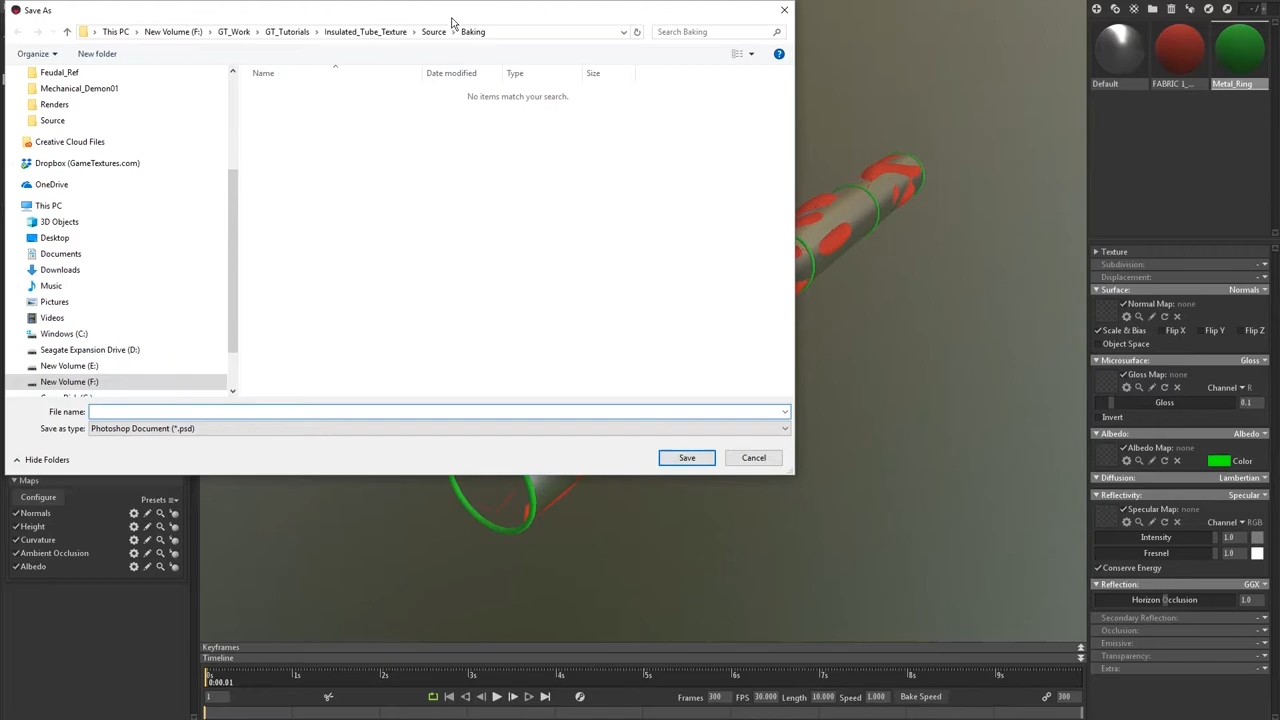 Save As
This PC > New Volume (F:) > GT_Work > GT_Tutorials > Insulated_Tube_Texture > Source > Baking
Search Baking
Organize
New folder
Name
Date modified
Type
Size
No items match your search.
Feudal_Ref
Mechanical_Demon01
Renders
Source
Creative Cloud Files
Dropbox (GameTextures.com)
OneDrive
This PC
3D Objects
Desktop
Documents
Downloads
Music
Pictures
Videos
Windows (C:)
Seagate Expansion Drive (D:)
New Volume (E:)
New Volume (F:)
File name:
Save as type: Photoshop Document (*.psd)
Hide Folders
Save
Cancel
Maps
Configure
Presets
Normals
Height
Curvature
Ambient Occlusion
Albedo
Default
FABRIC 1_...
Metal_Ring
Texture
Subdivision:
Displacement:
Surface: Normals
Normal Map: none
Scale & Bias Flip X Flip Y Flip Z
Object Space
Microsurface: Gloss
Gloss Map: none
Channel R
Gloss 0.1
Invert
Albedo: Albedo
Albedo Map: none
Color
Diffusion: Lambertian
Reflectivity: Specular
Specular Map: none
Channel RGB
Intensity 1.0
Fresnel 1.0
Conserve Energy
Reflection: GGX
Horizon Occlusion 1.0
Secondary Reflection:
Occlusion:
Emissive:
Transparency:
Extra:
Keyframes
Timeline
0s 1s 2s 3s 4s 5s 6s 7s 8s 9s
0:00.01
1
Frames 300 FPS 30.000 Length 10.000 Speed 1.000 Bake Speed
300